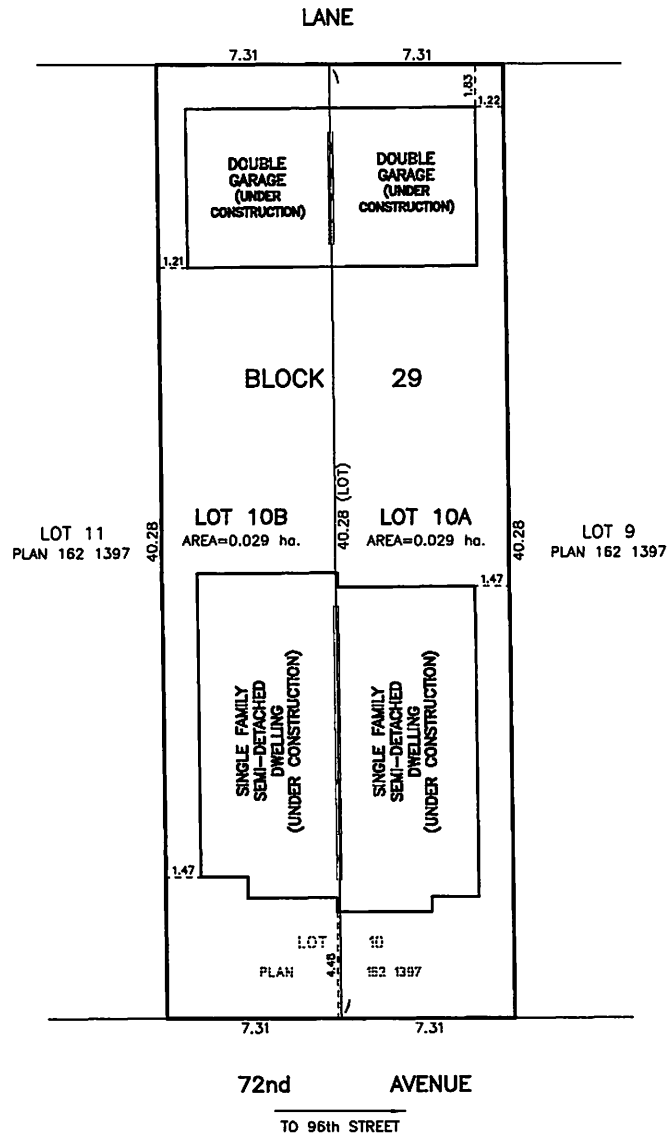 LANE
7.31 7.31
1.83
1.22
DOUBLE
GARAGE
(UNDER
CONSTRUCTION)
DOUBLE
GARAGE
(UNDER
CONSTRUCTION)
1.21
BLOCK 29
LOT 11
PLAN 162 1397
40.28
LOT 10B
AREA=0.029 ha.
40.28 (LOT)
LOT 10A
AREA=0.029 ha.
40.28
LOT 9
PLAN 162 1397
1.47
SINGLE FAMILY
SEMI-DETACHED
DWELLING
(UNDER CONSTRUCTION)
SINGLE FAMILY
SEMI-DETACHED
DWELLING
(UNDER CONSTRUCTION)
1.47
LOT 10
PLAN 162 1397
4.48
7.31 7.31
72nd AVENUE
TO 96th STREET